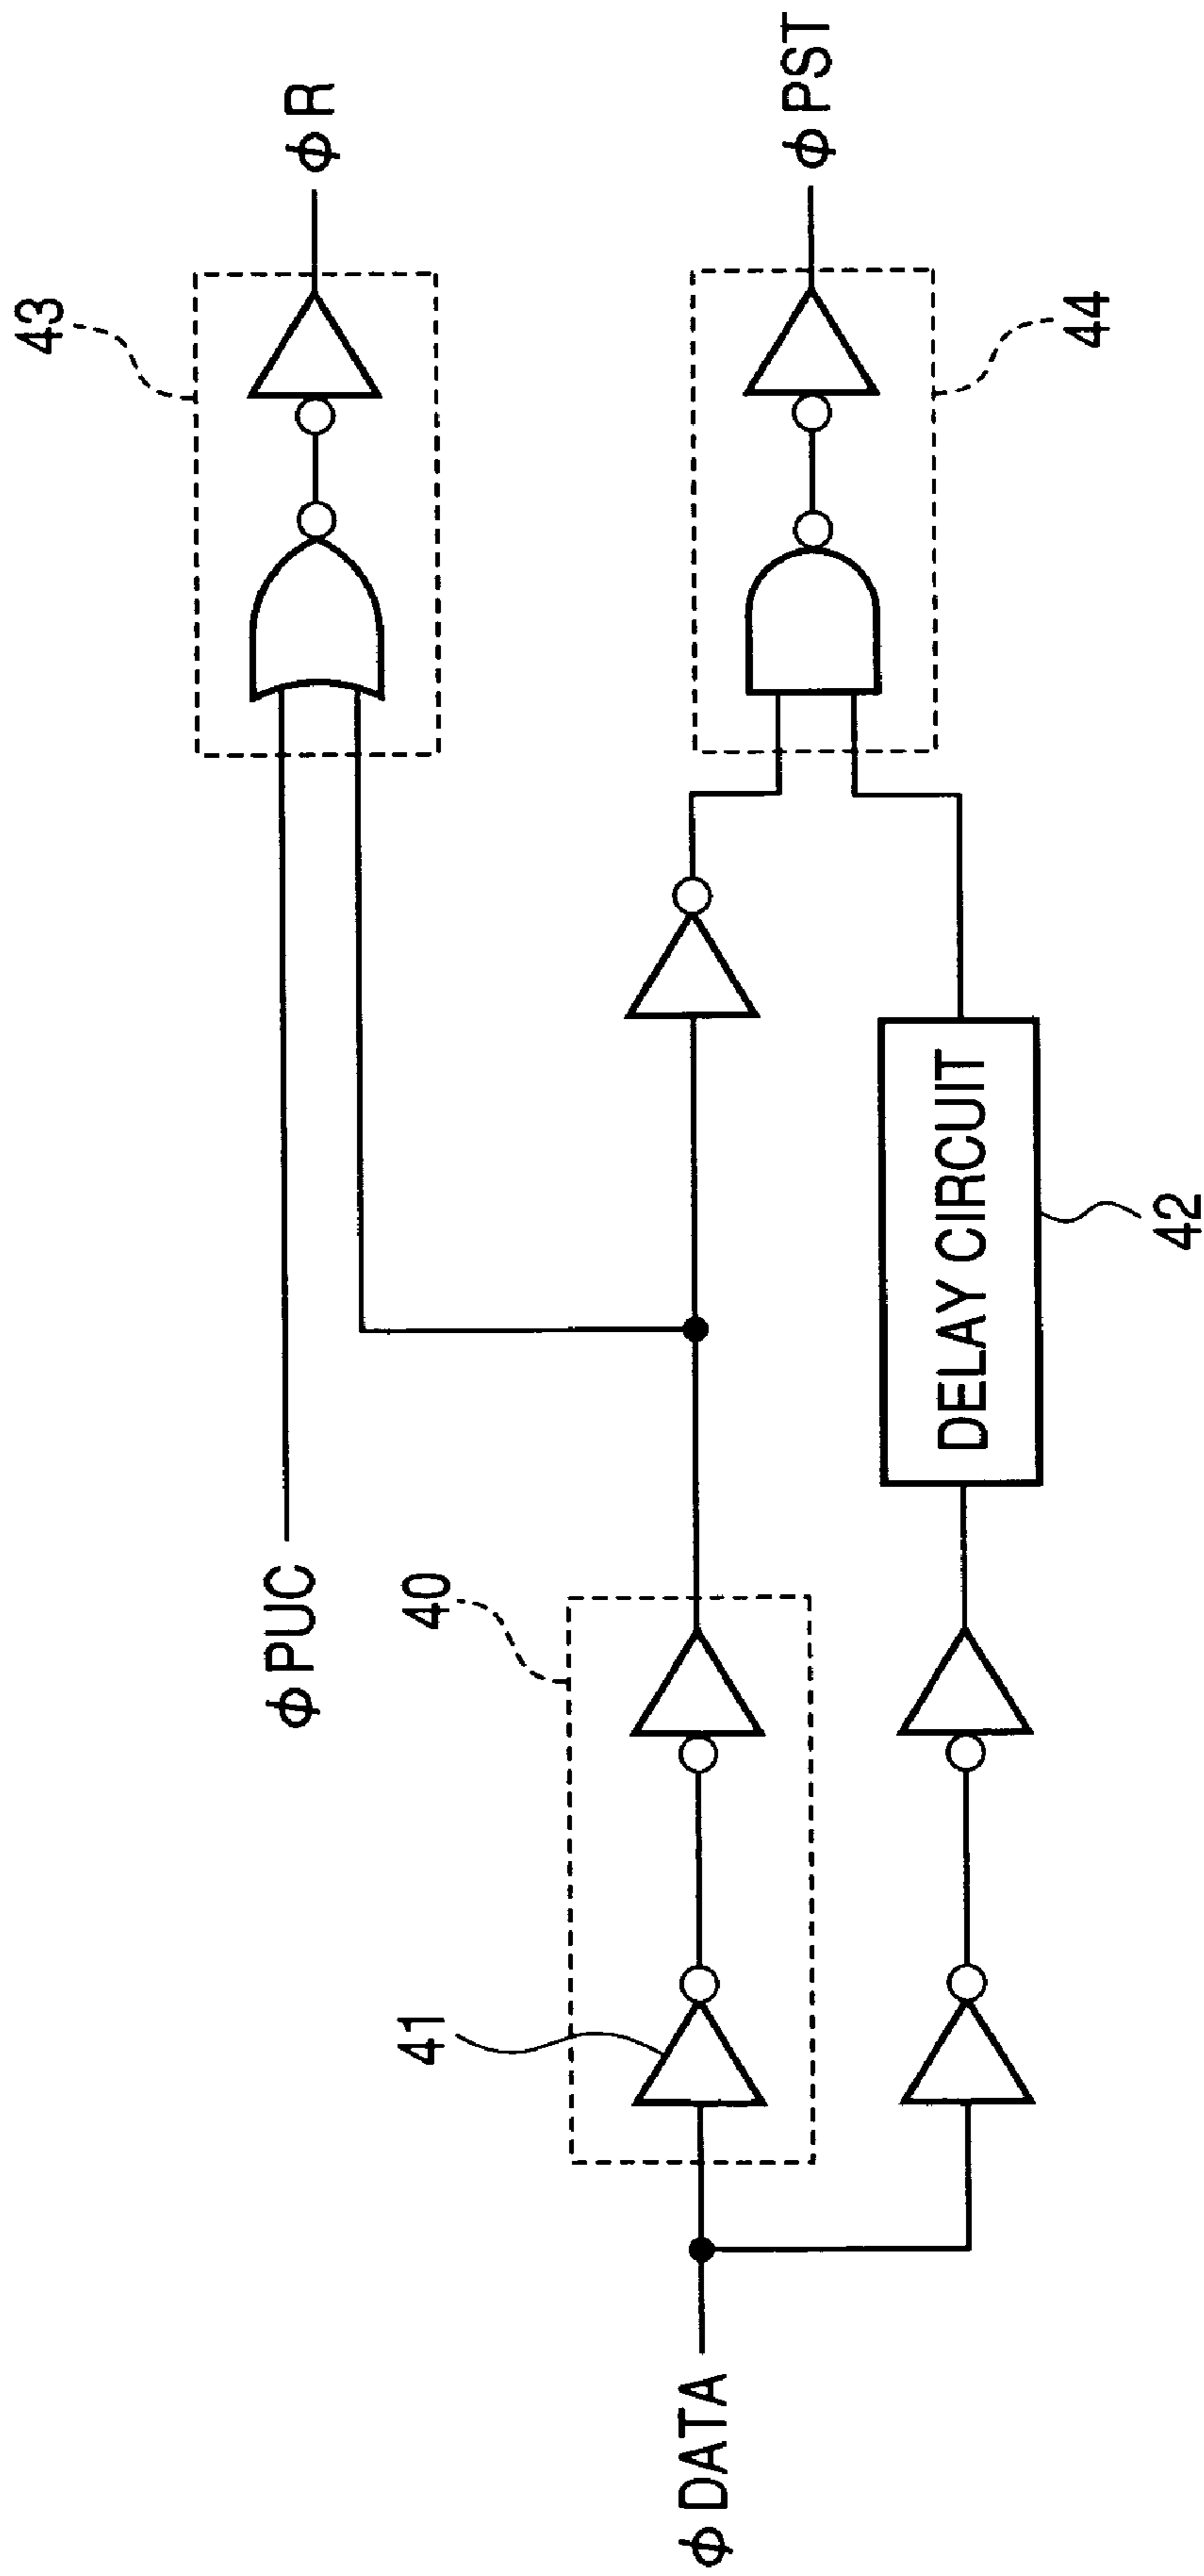 43
φR
φPUC
40
41
φDATA
φPST
44
DELAY CIRCUIT
42